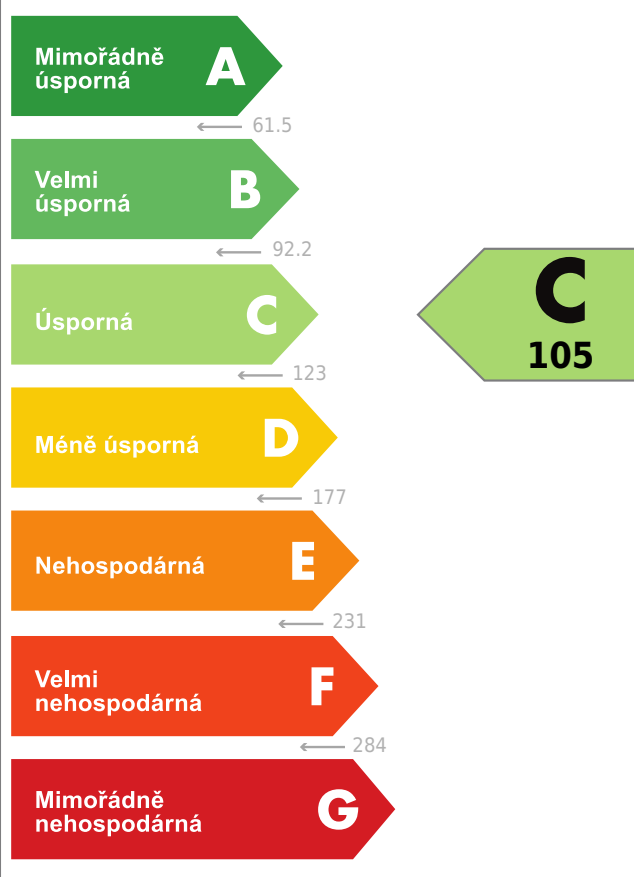 Mimořádně
úsporná
A
61.5
Velmi
úsporná
B
92.2
Úsporná
C
C
105
123
Méně úsporná
D
177
Nehospodárná
E
231
Velmi
nehospodárná
F
284
Mimořádně
nehospodárná
G